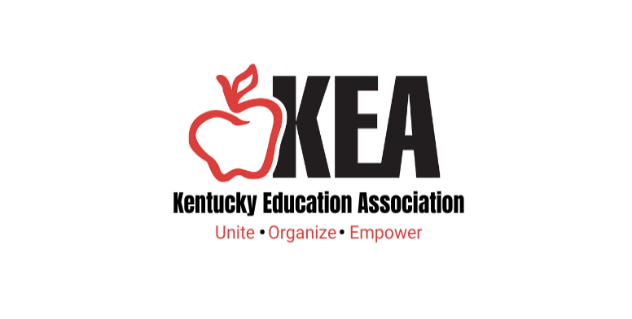 KEA
Kentucky Education Association
Unite • Organize • Empower